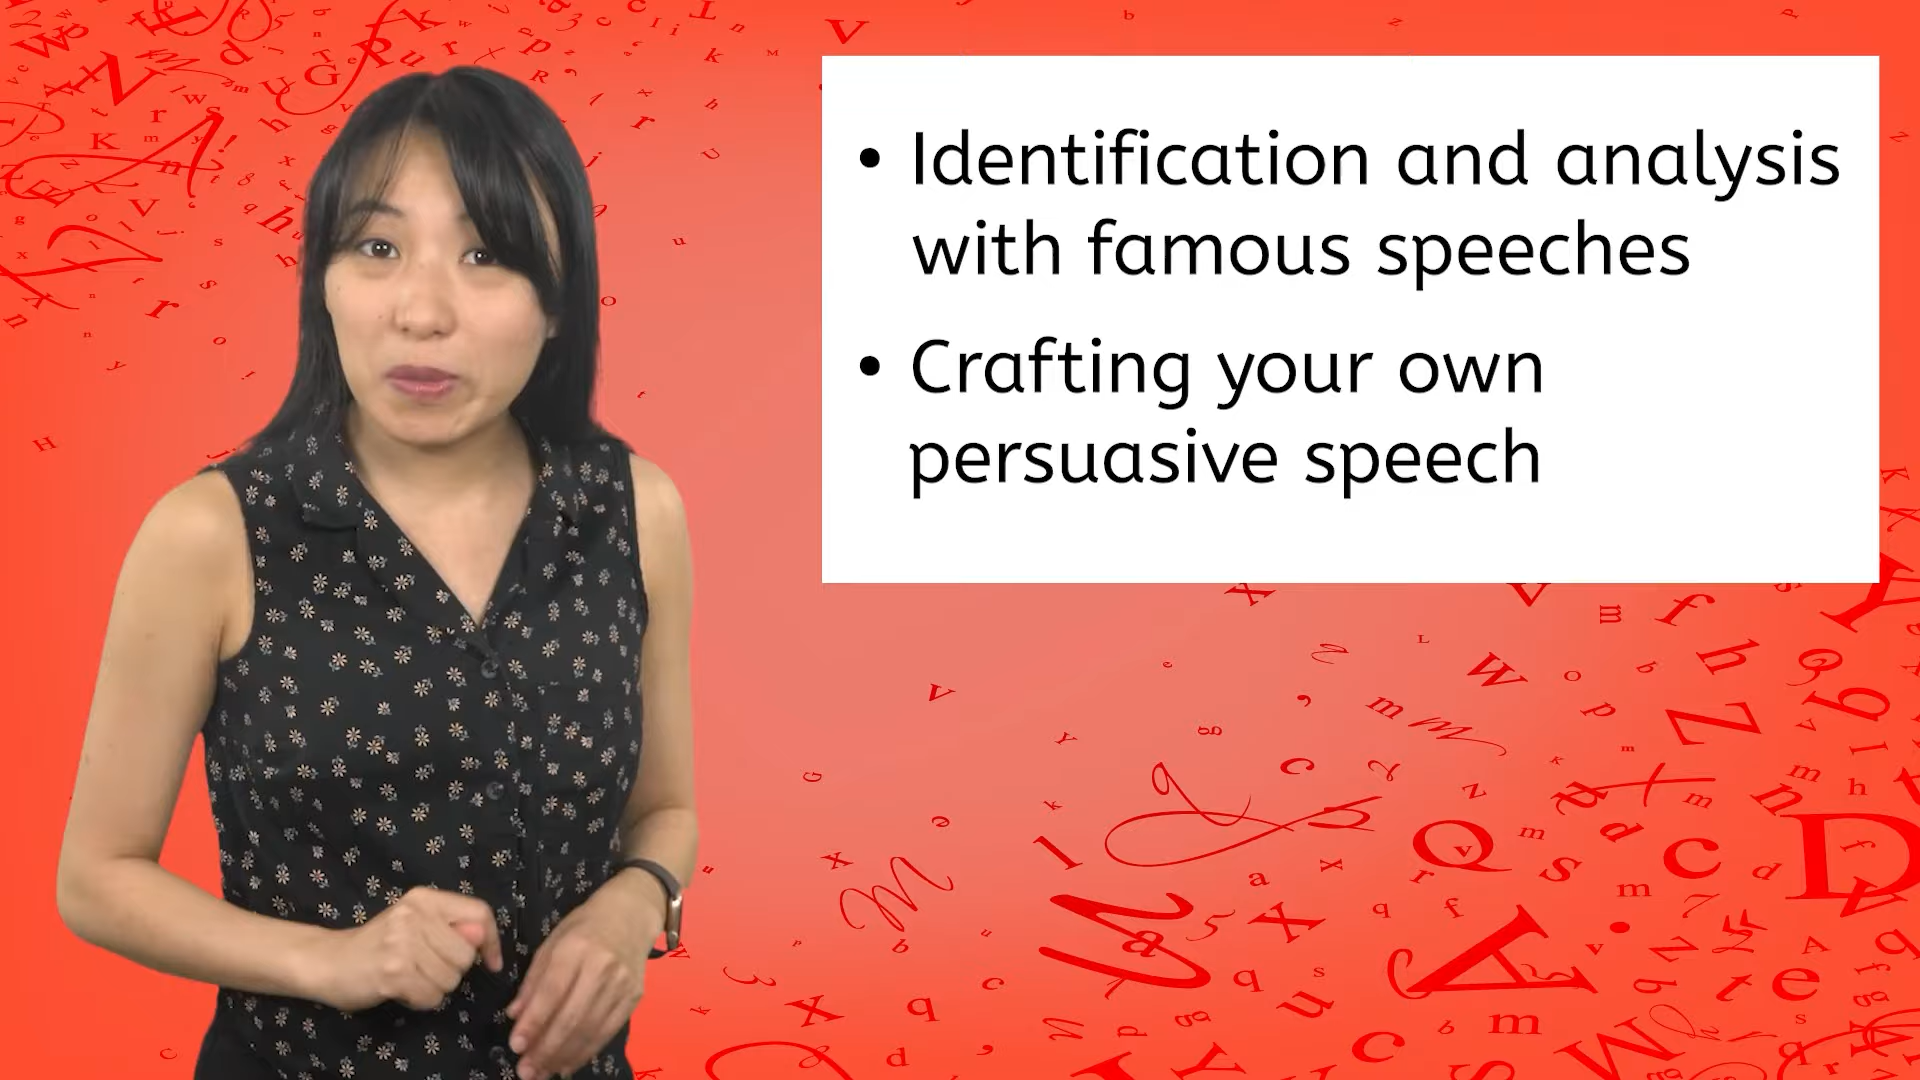 • Identification and analysis
with famous speeches
• Crafting your own
persuasive speech